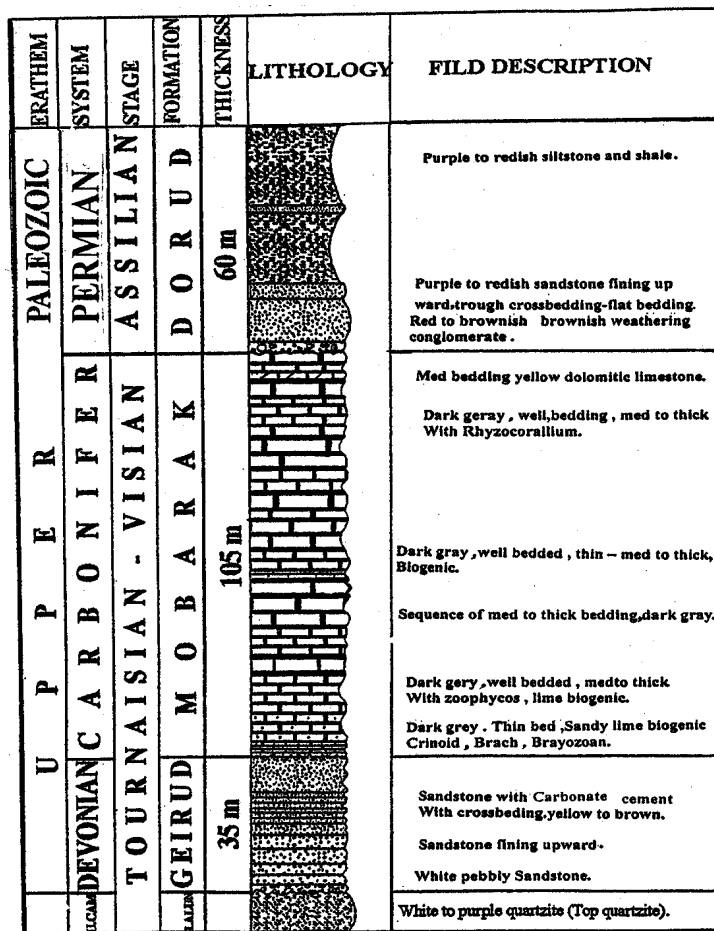 ERATHEM
SYSTEM
STAGE
FORMATION
THICKNESS
LITHOLOGY
FILD DESCRIPTION
UPPER PALEOZOIC
PERMIAN
ASSILIAN
DORUD
60 m
Purple to redish siltstone and shale.
Purple to redish sandstone fining up
ward,trough crossbedding-flat bedding.
Red to brownish brownish weathering
conglomerate .
CARBONIFER
TOURNAISIAN - VISIAN
MOBARAK
105 m
Med bedding yellow dolomitic limestone.
Dark geray , well,bedding , med to thick
With Rhyzocorallium.
Dark gray ,well bedded , thin – med to thick,
Biogenic.
Sequence of med to thick bedding,dark gray.
Dark gery ,well bedded , medto thick
With zoophycos , lime biogenic.
Dark grey . Thin bed ,Sandy lime biogenic
Crinoid , Brach , Brayozoan.
DEVONIAN
GEIRUD
35 m
Sandstone with Carbonate cement
With crossbeding,yellow to brown.
Sandstone fining upward.
White pebbly Sandstone.
White to purple quartzite (Top quartzite).